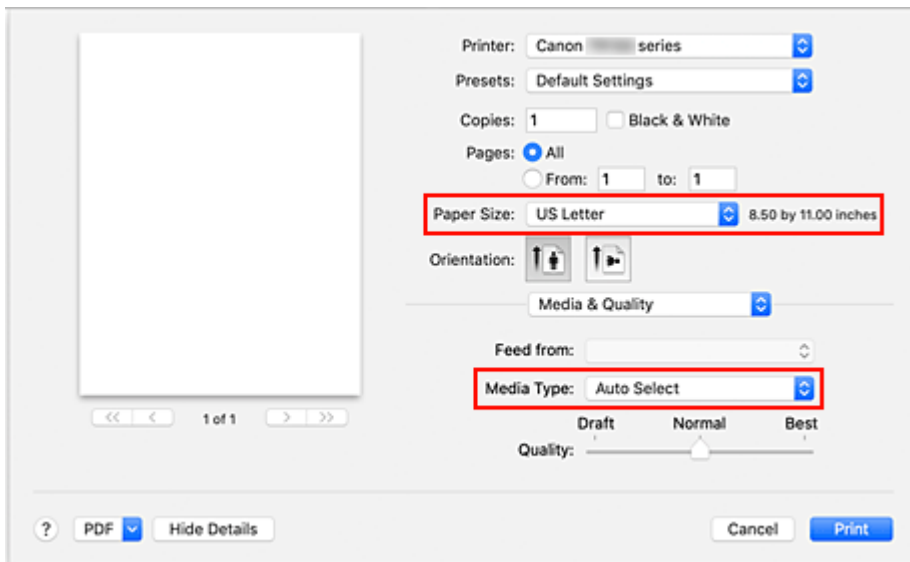 Printer: Canon series
Presets: Default Settings
Copies: 1 Black & White
Pages: All
From: 1 to: 1
Paper Size: US Letter 8.50 by 11.00 inches
Orientation:
Media & Quality
Feed from:
Media Type: Auto Select
<< < 1 of 1 > >>
Draft Normal Best
Quality:
? PDF Hide Details Cancel Print